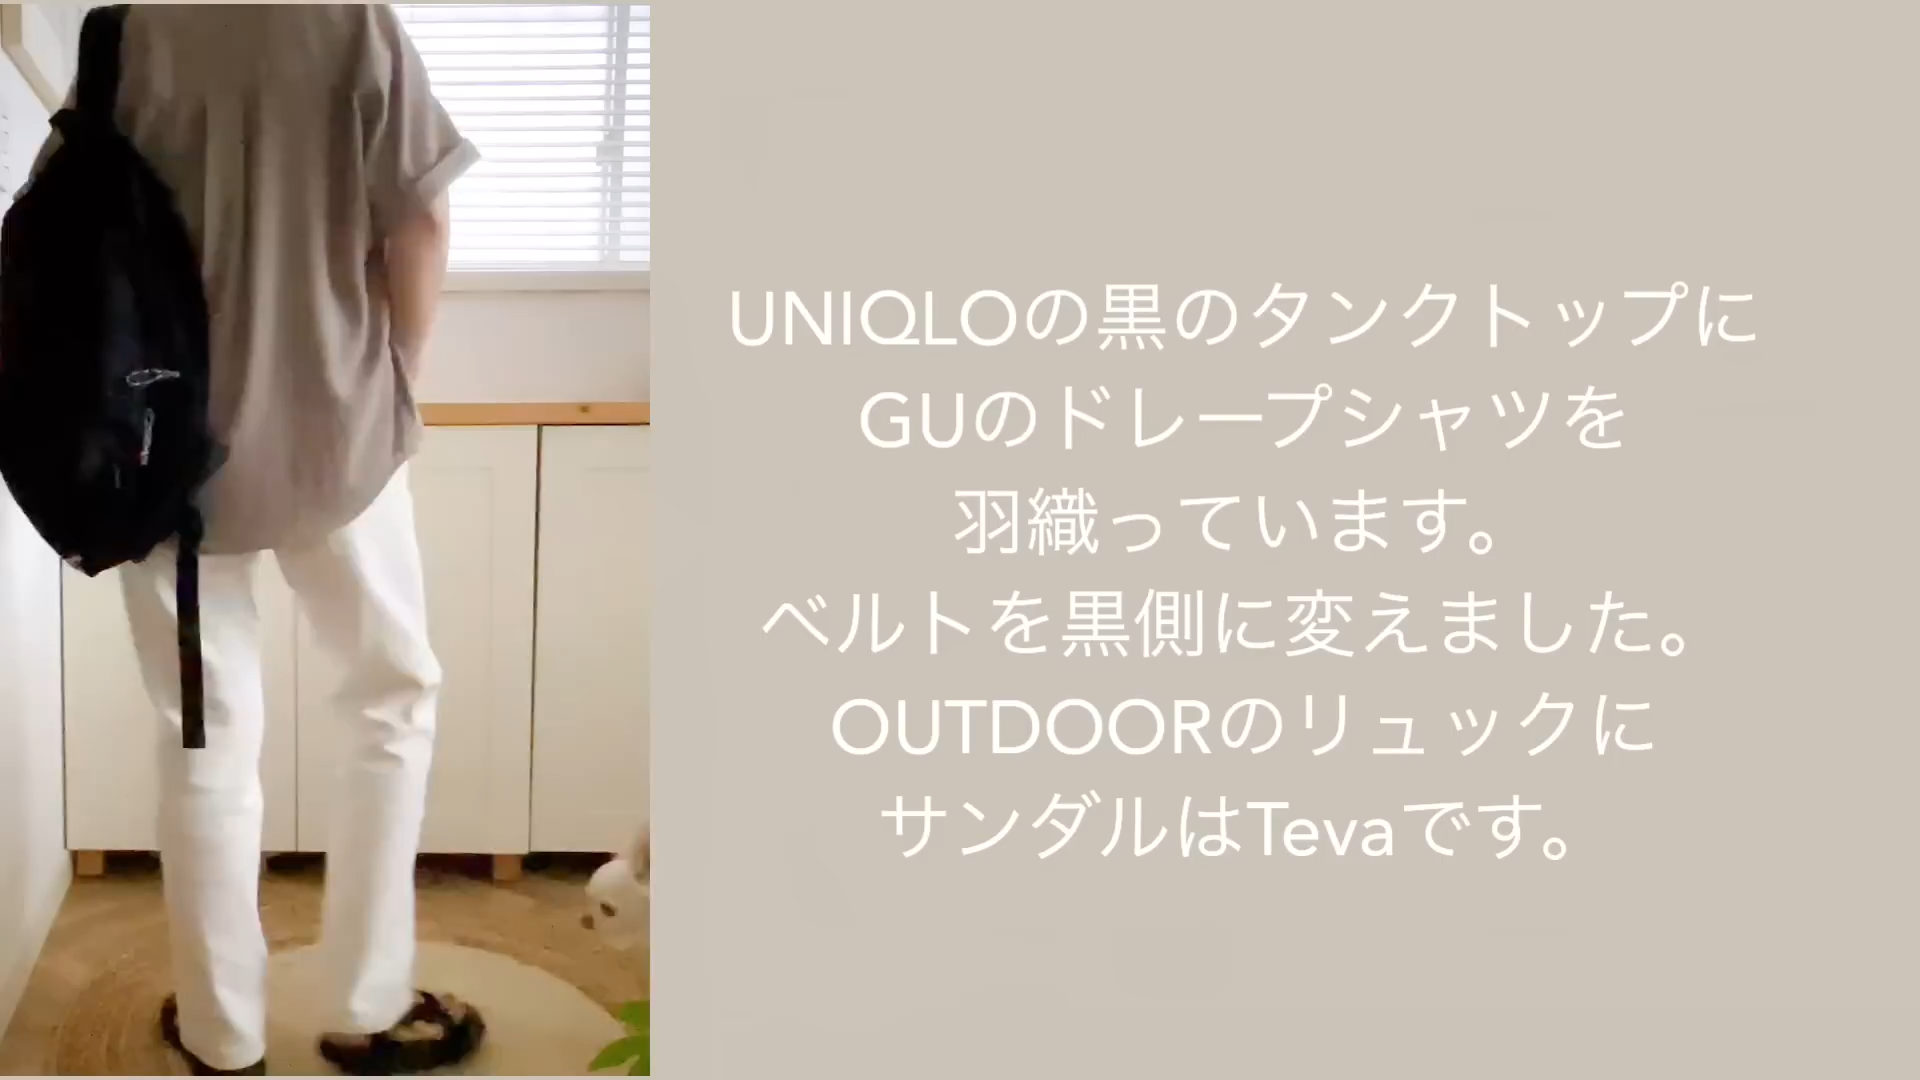 UNIQLOの黒のタンクトップに
GUのドレープシャツを
羽織っています。
ベルトを黒側に変えました。
OUTDOORのリュックに
サンダルはTevaです。